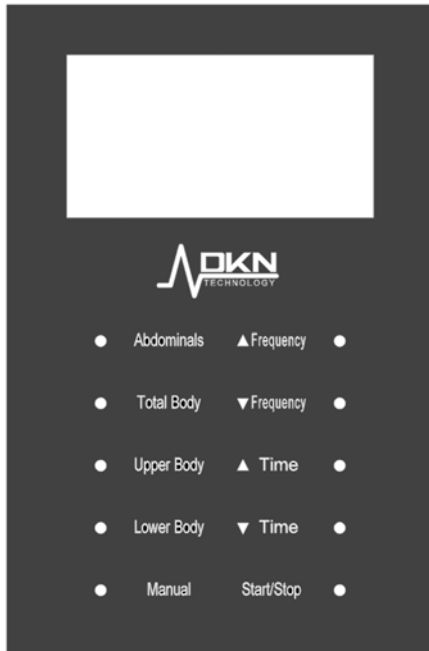 DKN
TECHNOLOGY
Abdominals ▲Frequency
Total Body ▼Frequency
Upper Body ▲ Time
Lower Body ▼ Time
Manual Start/Stop